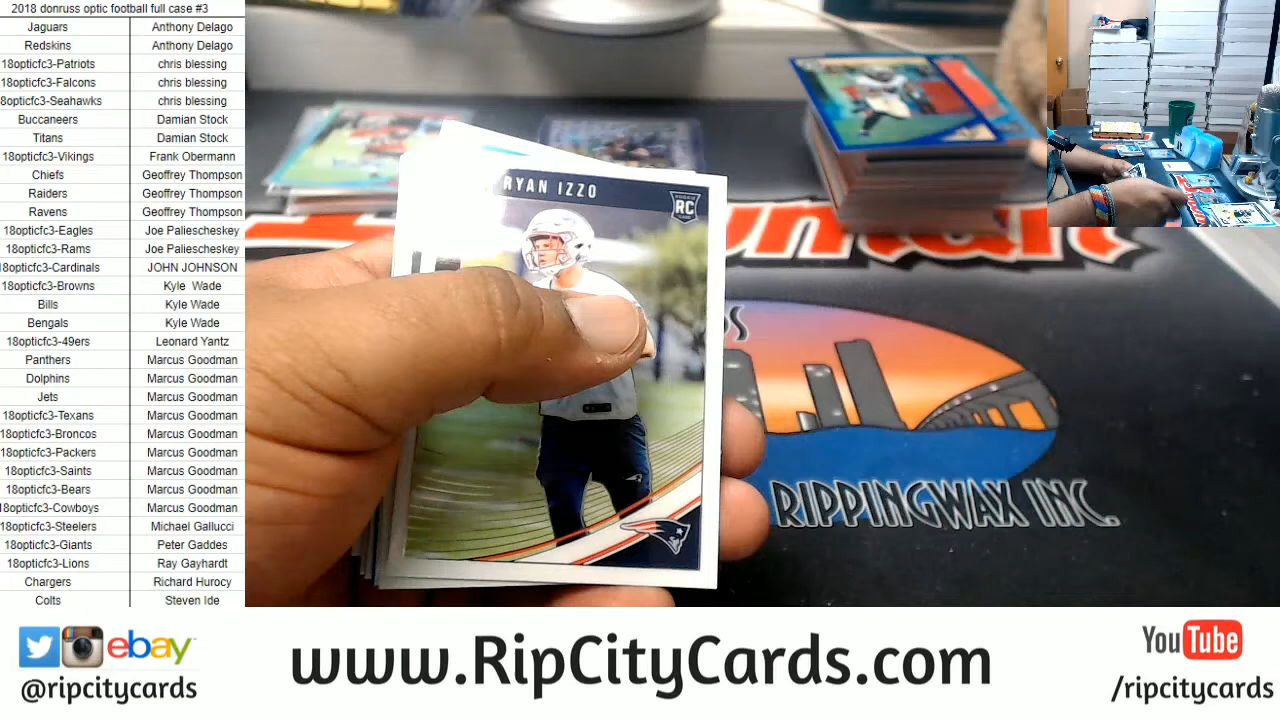 2018 donruss optic football full case #3
Jaguars Anthony Delago
Redskins Anthony Delago
18opticfc3-Patriots chris blessing
18opticfc3-Falcons chris blessing
8opticfc3-Seahawks chris blessing
Buccaneers Damian Stock
Titans Damian Stock
18opticfc3-Vikings Frank Obermann
Chiefs Geoffrey Thompson
Raiders Geoffrey Thompson
Ravens Geoffrey Thompson
18opticfc3-Eagles Joe Paliescheskey
18opticfc3-Rams Joe Paliescheskey
18opticfc3-Cardinals JOHN JOHNSON
18opticfc3-Browns Kyle Wade
Bills Kyle Wade
Bengals Kyle Wade
18opticfc3-49ers Leonard Yantz
Panthers Marcus Goodman
Dolphins Marcus Goodman
Jets Marcus Goodman
18opticfc3-Texans Marcus Goodman
18opticfc3-Broncos Marcus Goodman
18opticfc3-Packers Marcus Goodman
18opticfc3-Saints Marcus Goodman
18opticfc3-Bears Marcus Goodman
18opticfc3-Cowboys Marcus Goodman
18opticfc3-Steelers Michael Gallucci
18opticfc3-Giants Peter Gaddes
18opticfc3-Lions Ray Gayhardt
Chargers Richard Hurocy
Colts Steven Ide
RYAN IZZO
RC
RIPPINGWAX INC.
ebay
@ripcitycards
www.RipCityCards.com
YouTube
/ripcitycards